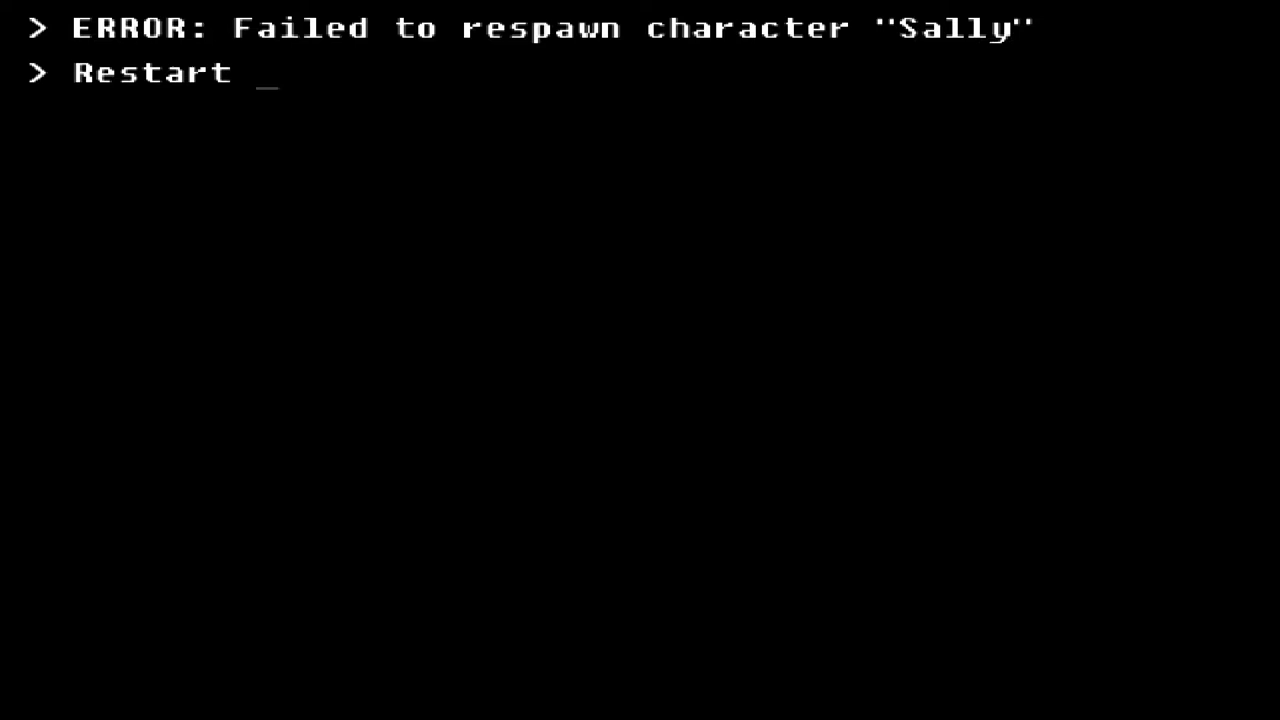 > ERROR: Failed to respawn character "Sally"
> Restart _